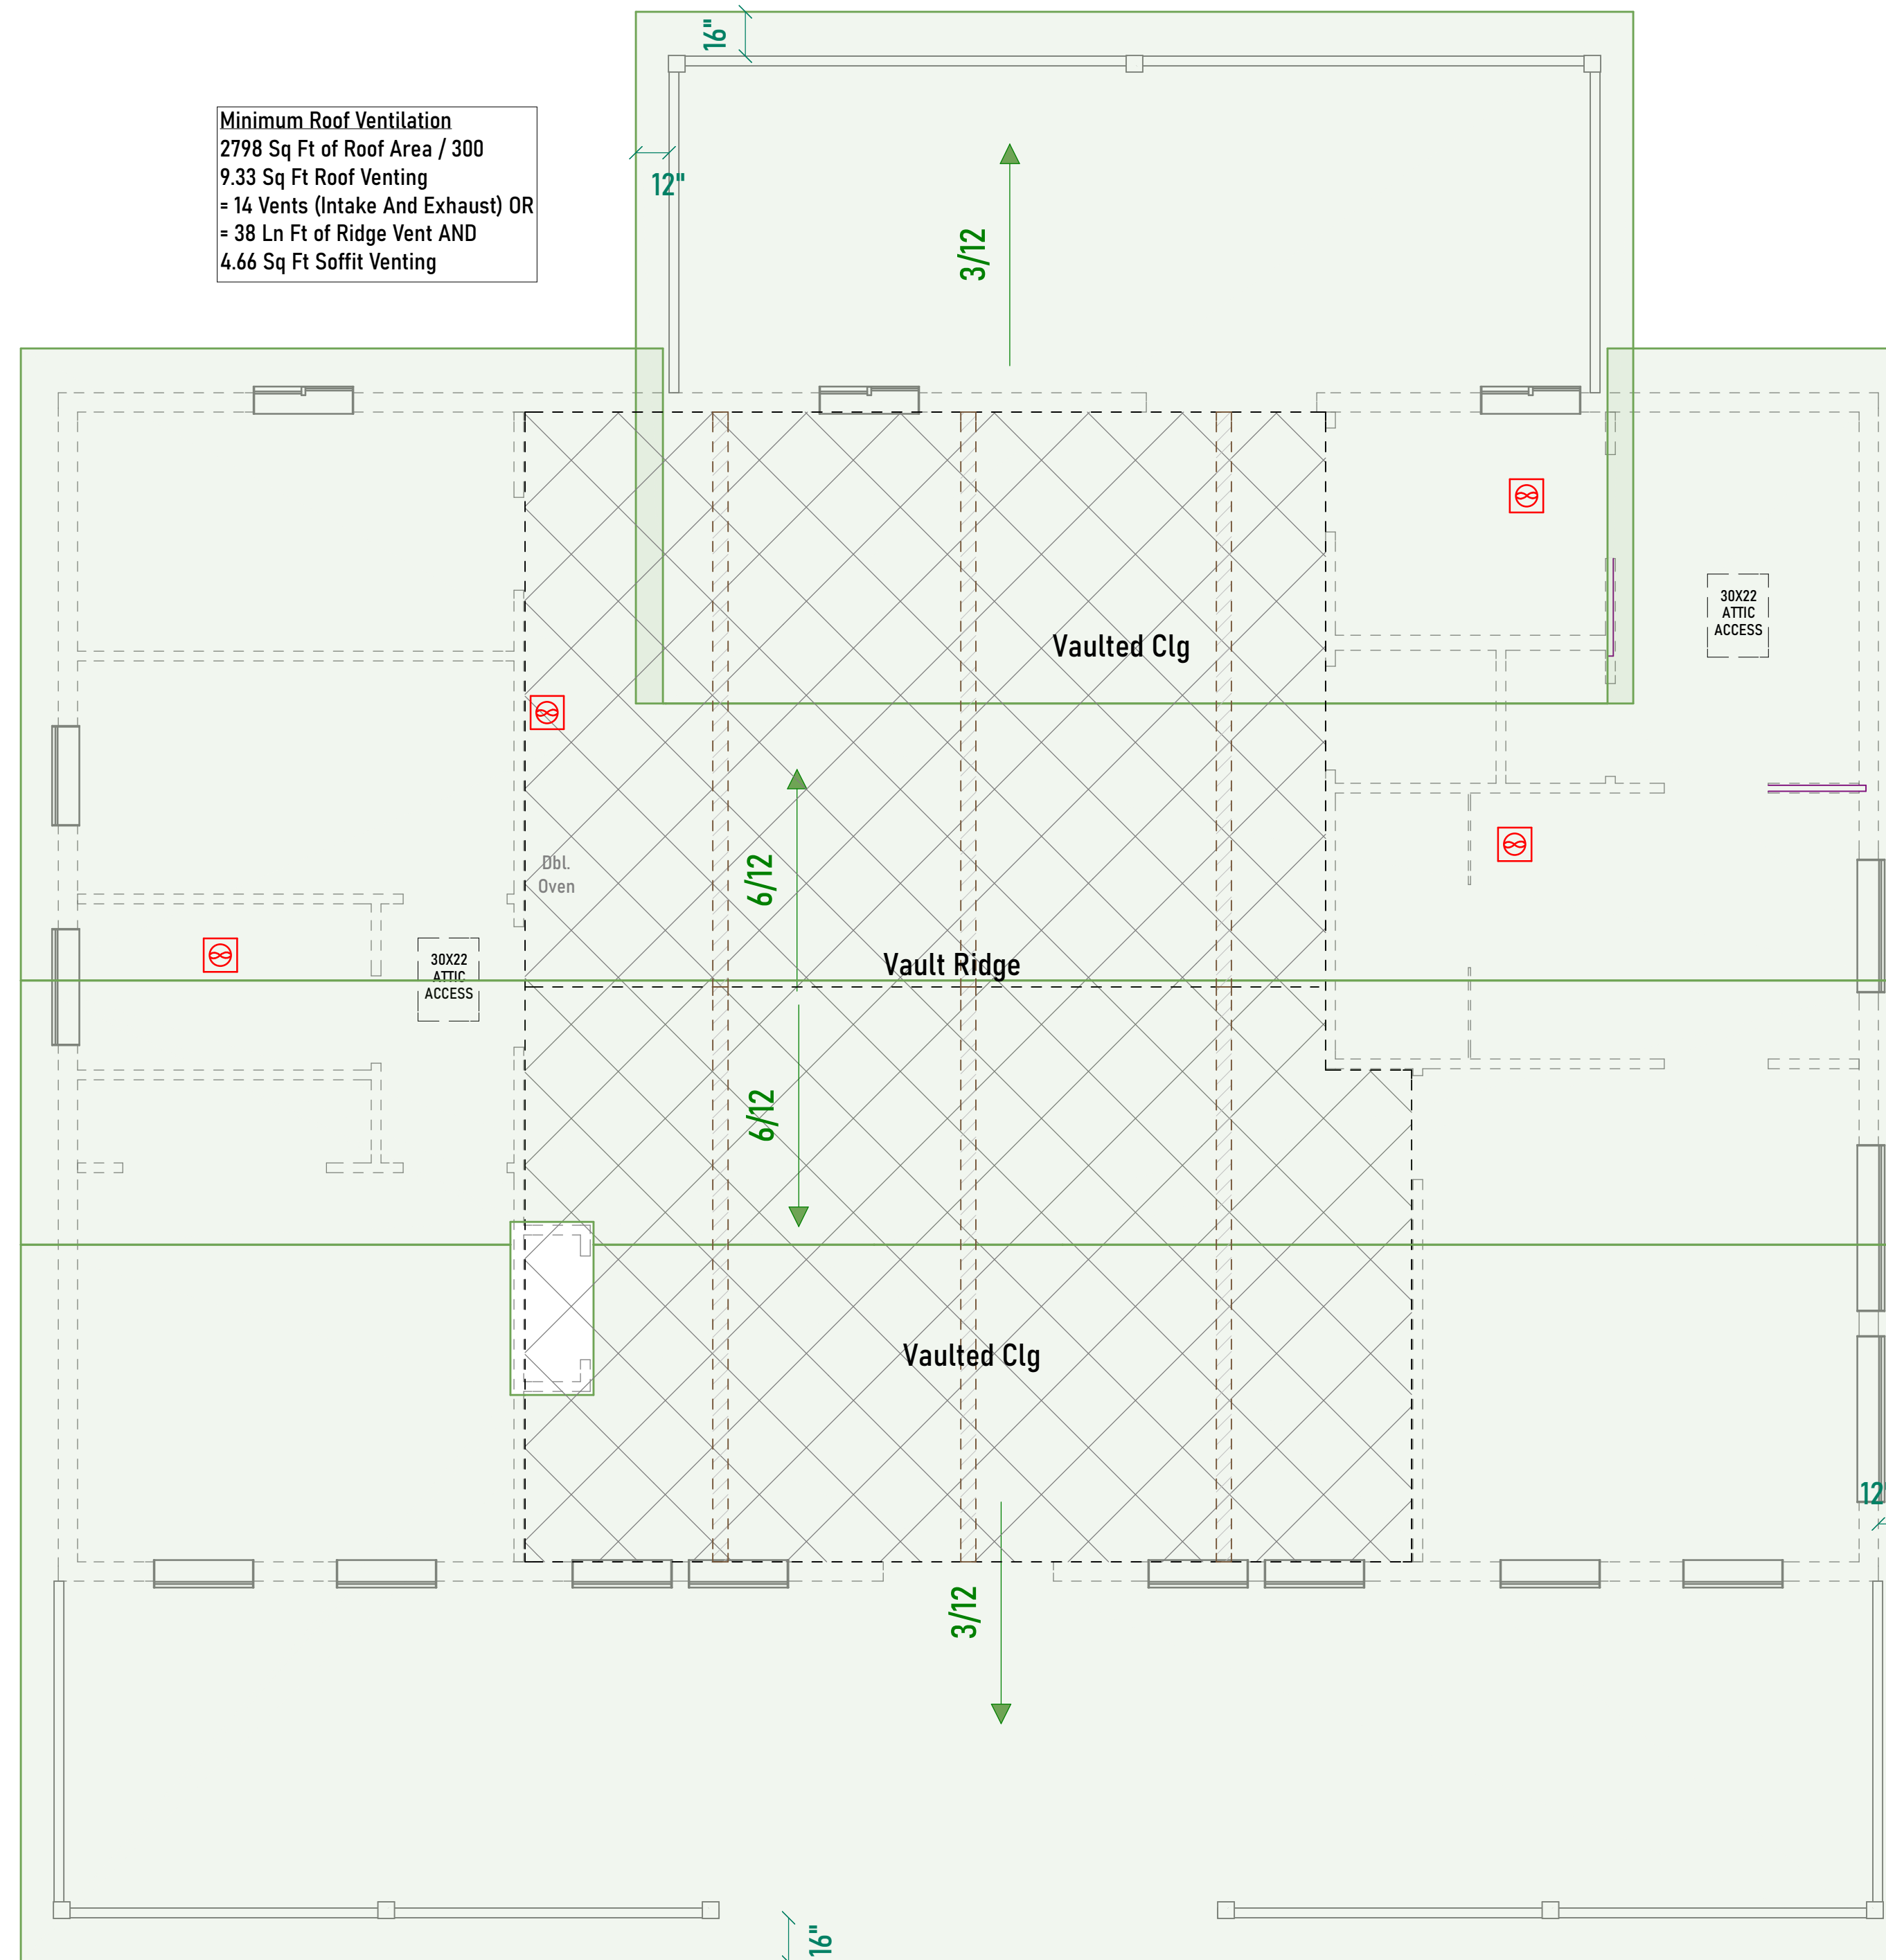 16"
Minimum Roof Ventilation
2798 Sq Ft of Roof Area / 300
9.33 Sq Ft Roof Venting
= 14 Vents (Intake And Exhaust) OR
= 38 Ln Ft of Ridge Vent AND
4.66 Sq Ft Soffit Venting
12"
3/12
30X22
ATTIC
ACCESS
Vaulted Clg
6/12
Dbl.
Oven
30X22
ATTIC
ACCESS
Vault Ridge
6/12
Vaulted Clg
12"
3/12
16"